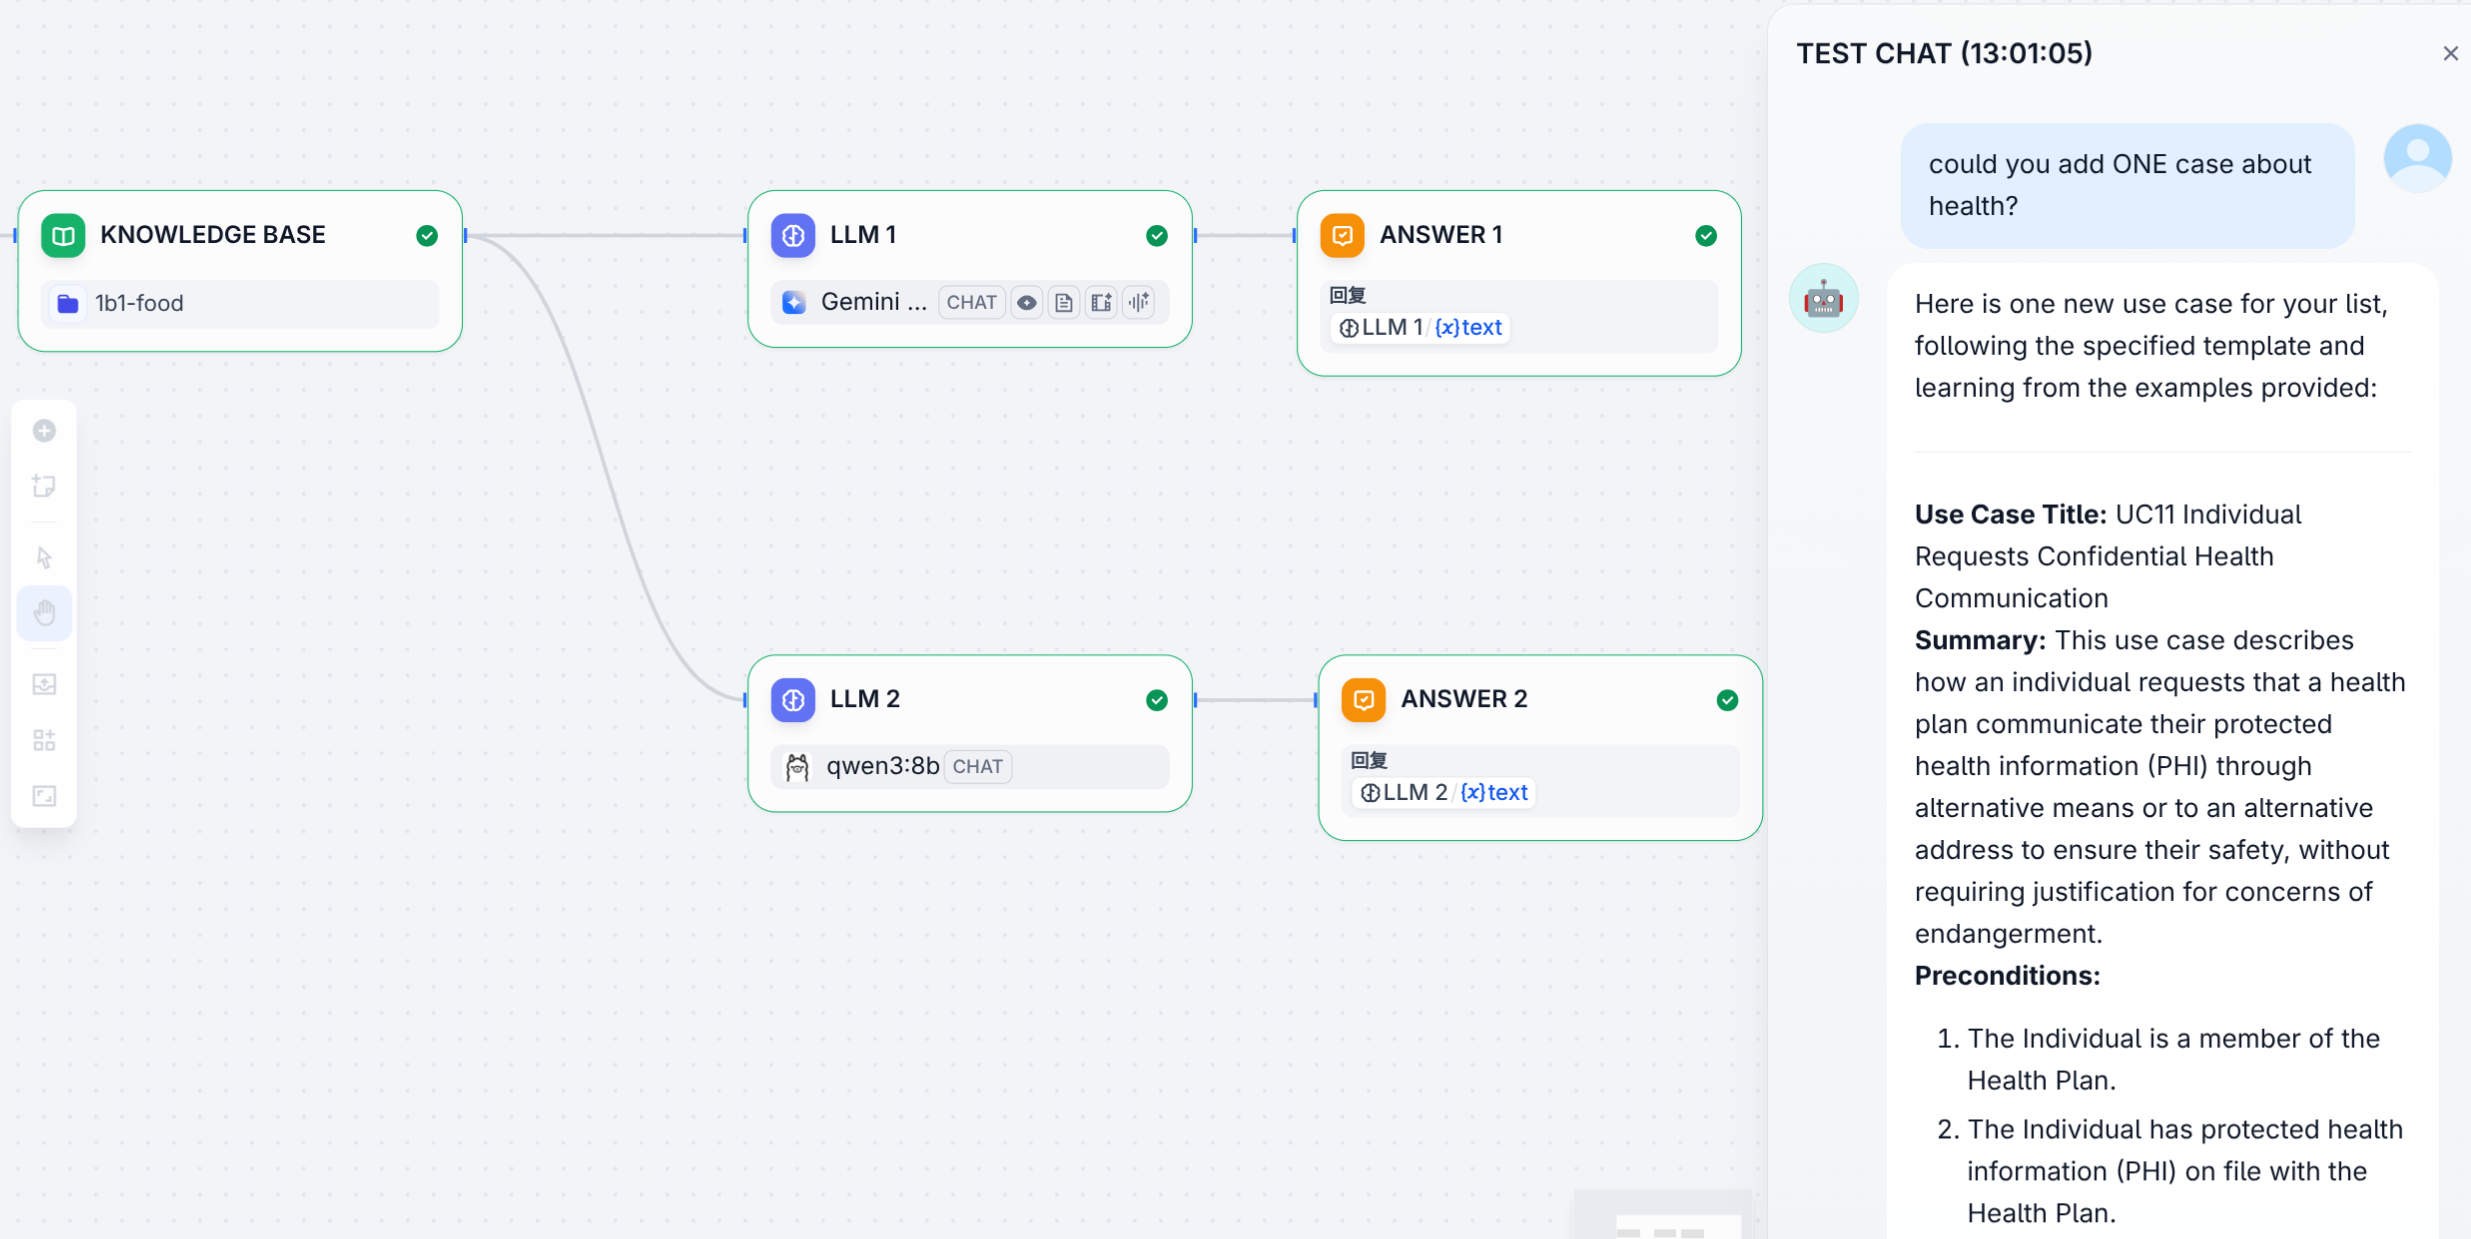 KNOWLEDGE BASE
1b1-food
LLM 1
Gemini ... CHAT
ANSWER 1
回复
LLM 1/{x}text
LLM 2
qwen3:8b CHAT
ANSWER 2
回复
LLM 2/{x}text
TEST CHAT (13:01:05)
could you add ONE case about
health?
Here is one new use case for your list,
following the specified template and
learning from the examples provided:
Use Case Title: UC11 Individual
Requests Confidential Health
Communication
Summary: This use case describes
how an individual requests that a health
plan communicate their protected
health information (PHI) through
alternative means or to an alternative
address to ensure their safety, without
requiring justification for concerns of
endangerment.
Preconditions:
1. The Individual is a member of the
Health Plan.
2. The Individual has protected health
information (PHI) on file with the
Health Plan.